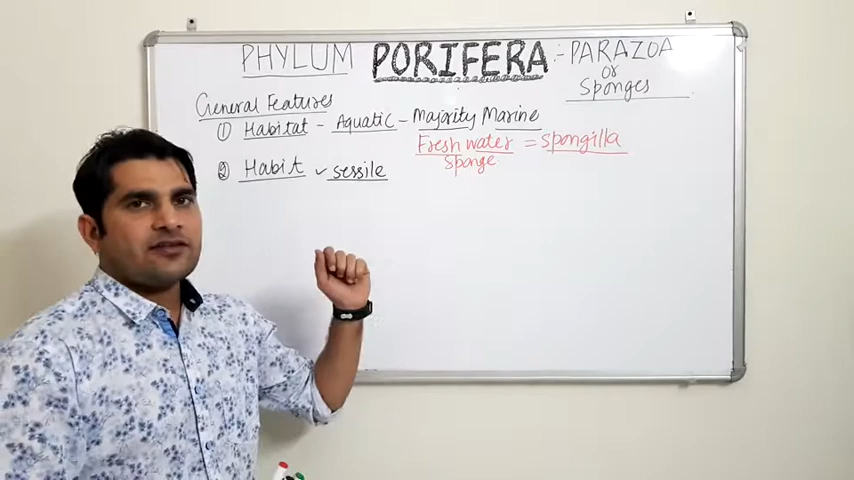 PHYLUM PORIFERA :- PARAZOA
or
Sponges
General Features
① Habitat - Aquatic - Majority Marine
Fresh water = spongilla
Sponge
② Habit ✓ sessile